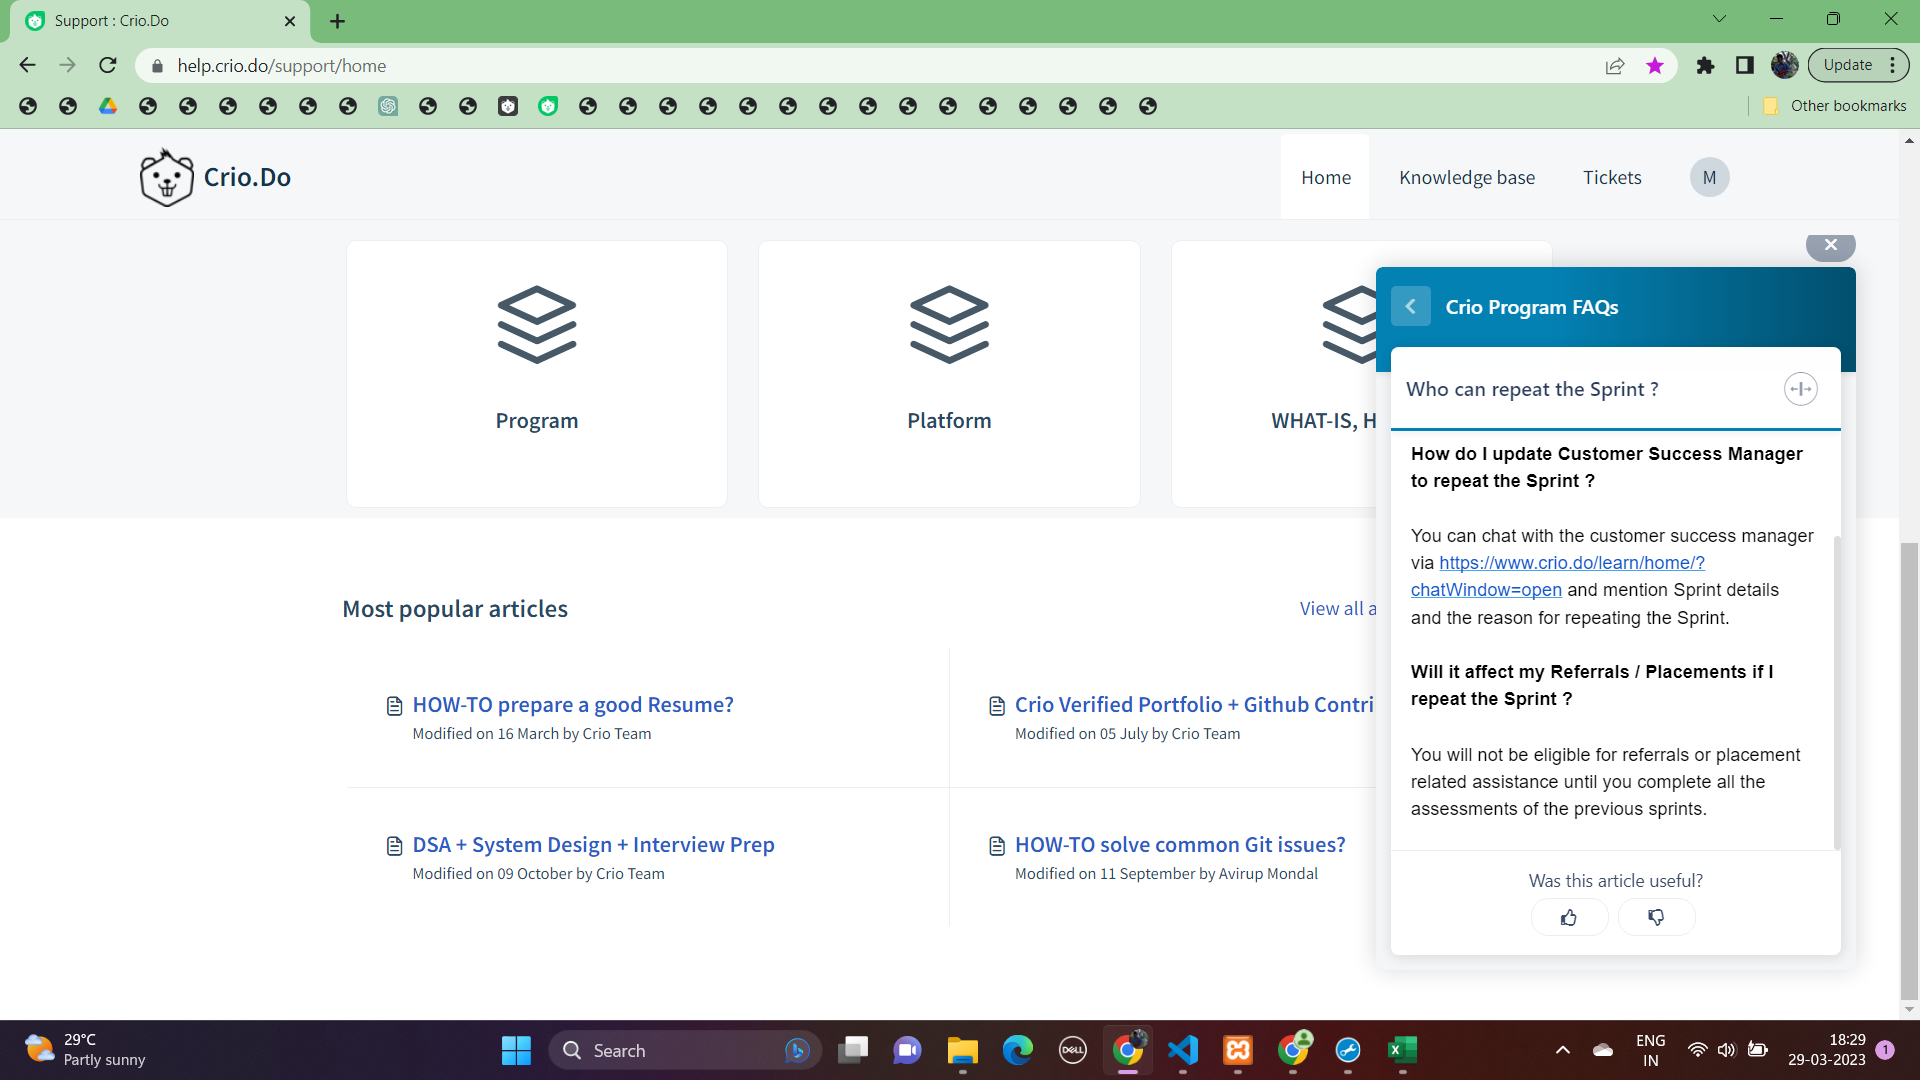 Support : Crio.Do
help.crio.do/support/home
Update
Other bookmarks
Crio.Do
Home
Knowledge base
Tickets
M
Program
Platform
WHAT-IS, H
Crio Program FAQs
Who can repeat the Sprint ?
How do I update Customer Success Manager
to repeat the Sprint ?
You can chat with the customer success manager
via https://www.crio.do/learn/home/?
chatWindow=open and mention Sprint details
and the reason for repeating the Sprint.
Will it affect my Referrals / Placements if I
repeat the Sprint ?
You will not be eligible for referrals or placement
related assistance until you complete all the
assessments of the previous sprints.
Was this article useful?
Most popular articles
View all a
HOW-TO prepare a good Resume?
Modified on 16 March by Crio Team
Crio Verified Portfolio + Github Contri
Modified on 05 July by Crio Team
DSA + System Design + Interview Prep
Modified on 09 October by Crio Team
HOW-TO solve common Git issues?
Modified on 11 September by Avirup Mondal
29°C
Partly sunny
Search
DELL
ENG
IN
18:29
29-03-2023
1